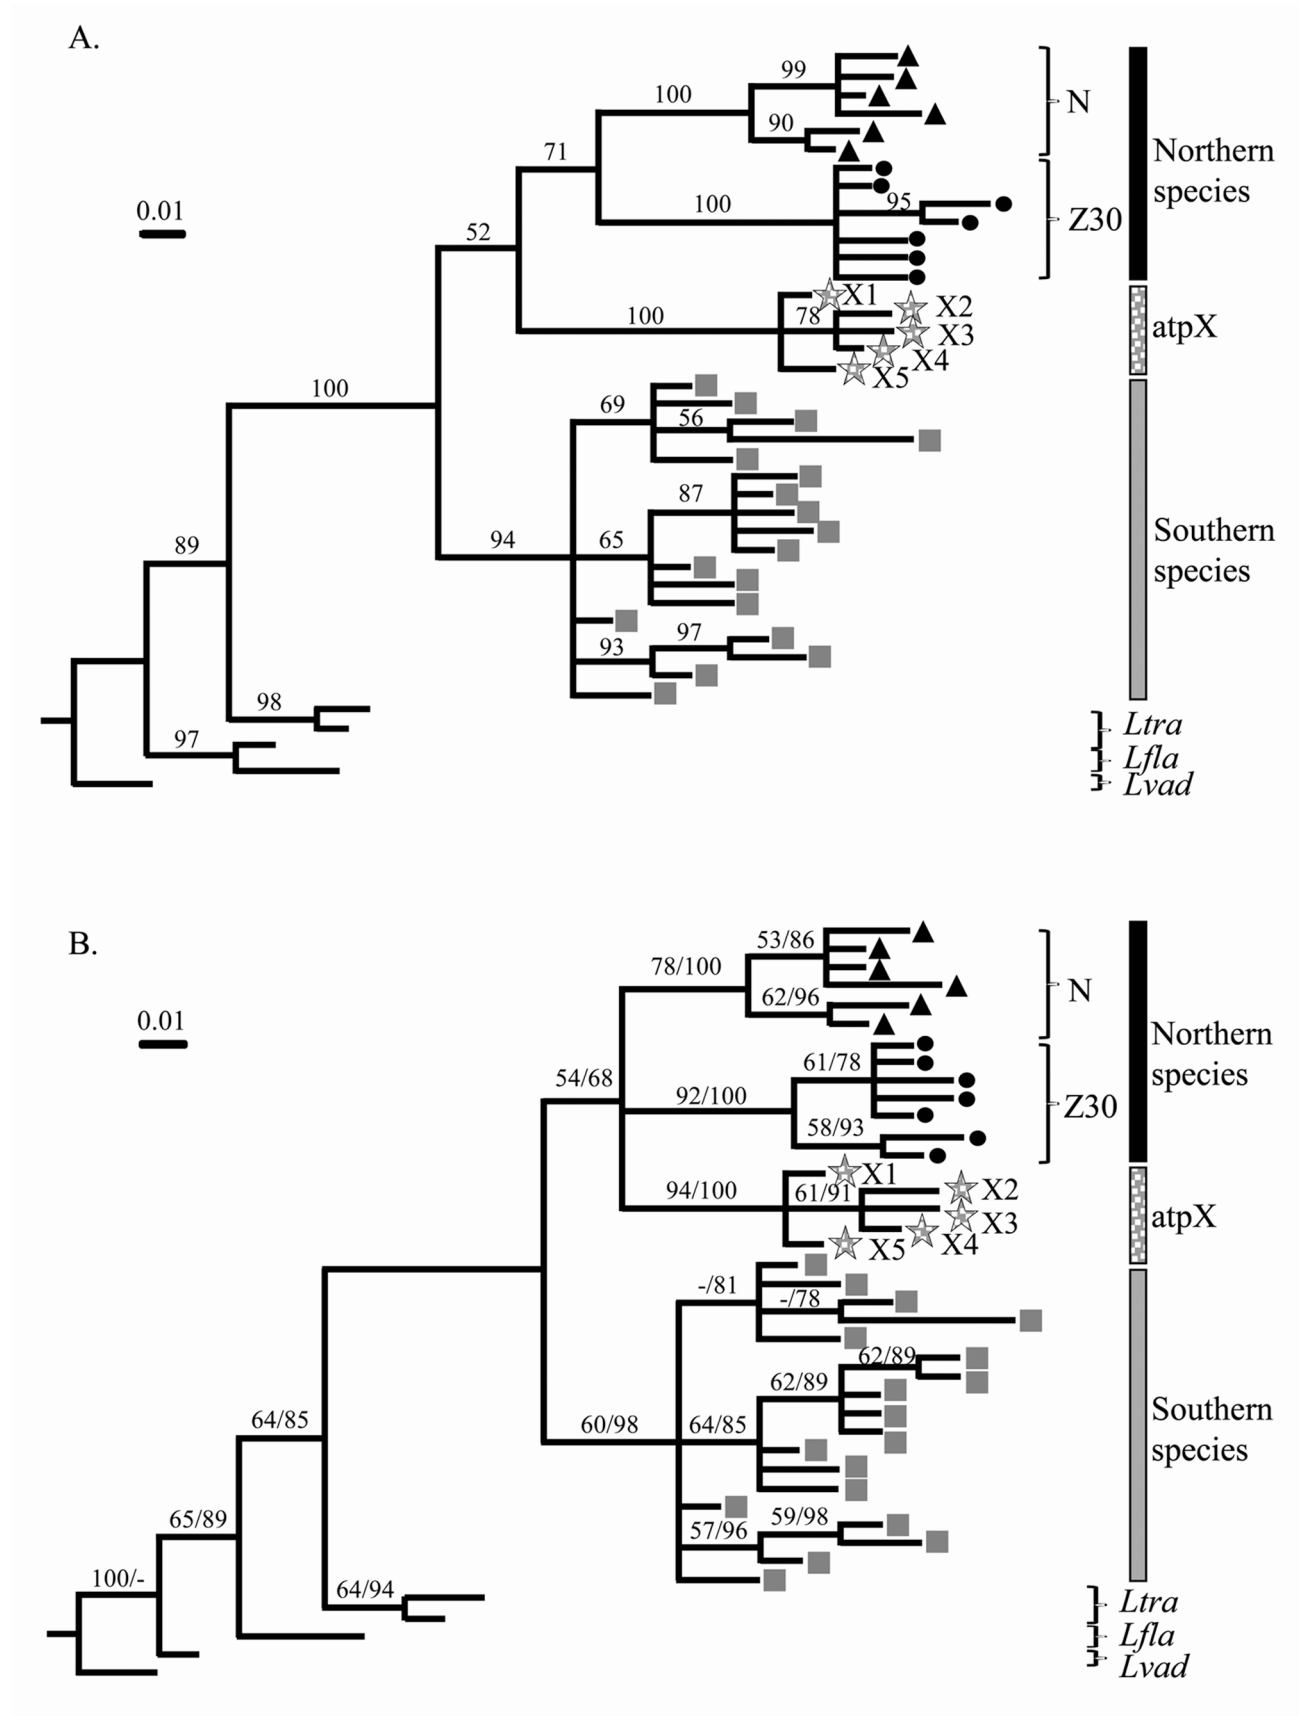 A.
99
100
N
90
71
Northern
species
0.01
100
95
Z30
52
X1
X2
78
100
X3
atpX
X4
X5
100
69
56
87
94
65
Southern
species
89
97
93
98
Ltra
97
Lfla
Lvad
B.
53/86
78/100
N
62/96
0.01
Northern
species
61/78
54/68
92/100
Z30
58/93
X1
94/100
61/91
X2
X3
atpX
X5
X4
-/81
-/78
62/89
62/89
64/85
60/98
64/85
Southern
species
65/89
59/98
57/96
100/-
64/94
Ltra
Lfla
Lvad